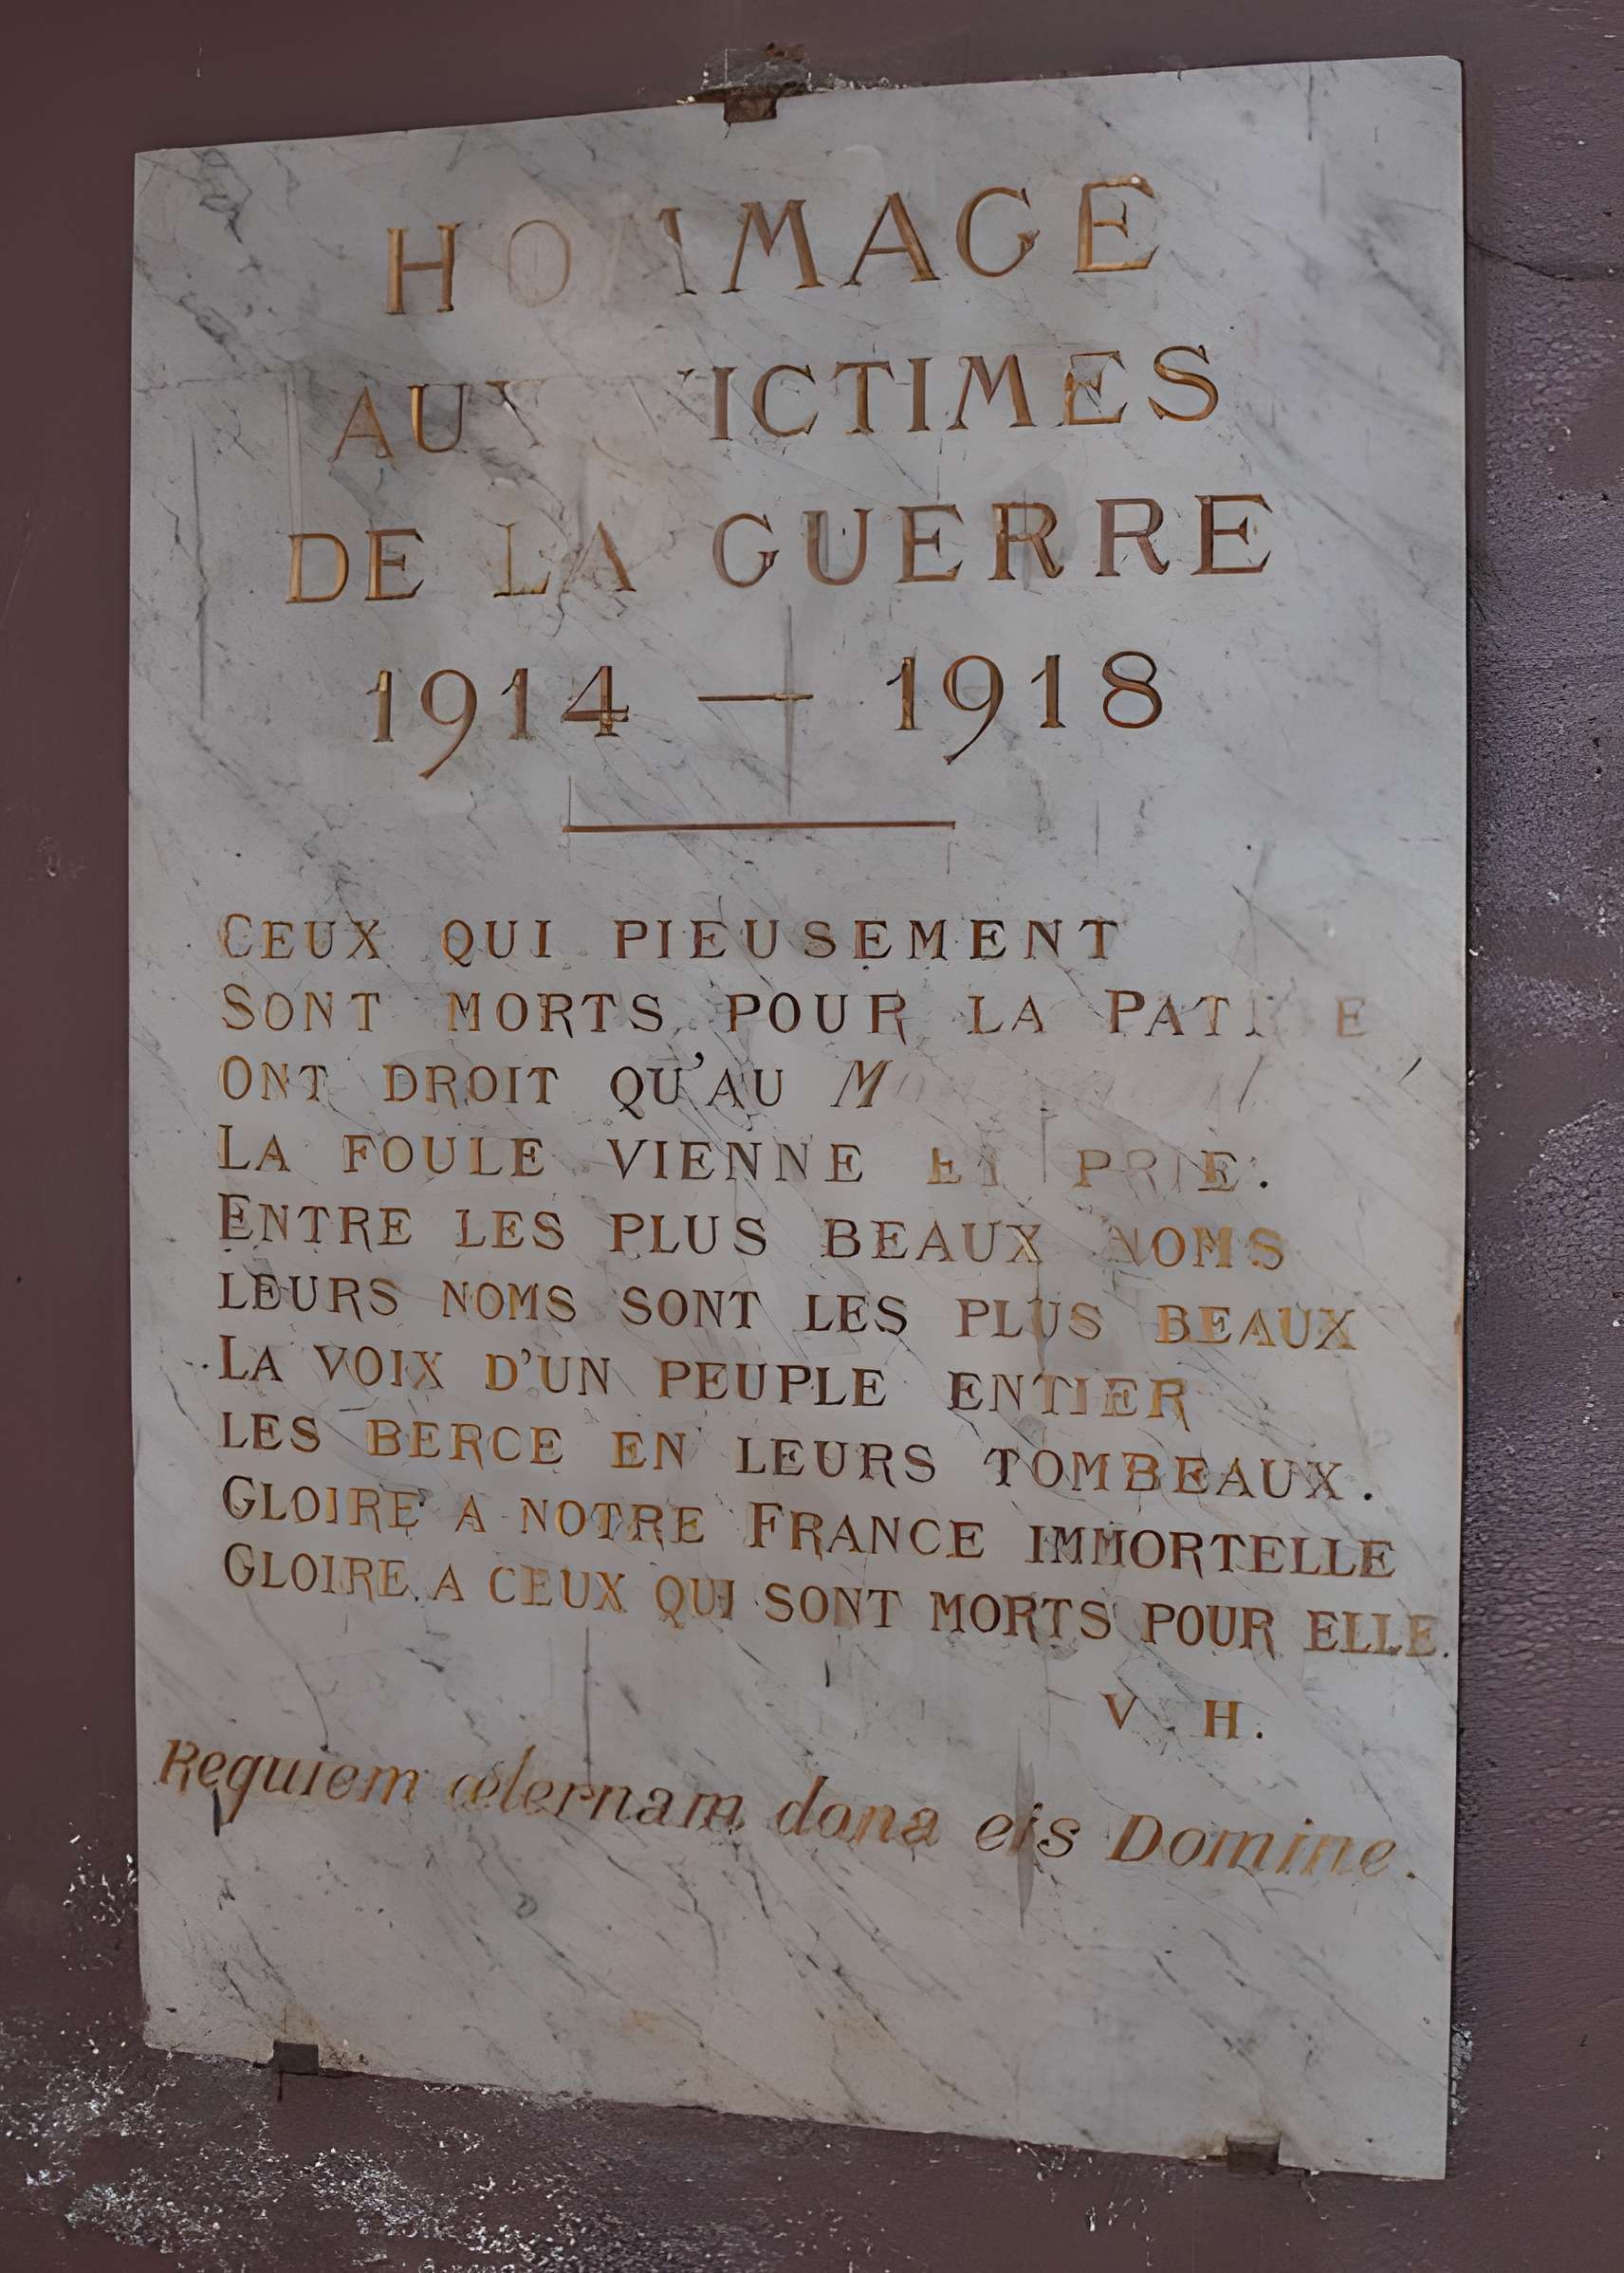 HOMMAGE
AUX VICTIMES
DE LA GUERRE
1914 — 1918
CEUX QUI PIEUSEMENT
SONT MORTS POUR LA PATRIE
ONT DROIT QU'AU
LA FOULE VIENNE ET PRIE.
ENTRE LES PLUS BEAUX NOMS
LEURS NOMS SONT LES PLUS BEAUX
LA VOIX D'UN PEUPLE ENTIER
LES BERCE EN LEURS TOMBEAUX.
GLOIRE A NOTRE FRANCE IMMORTELLE
GLOIRE A CEUX QUI SONT MORTS POUR ELLE.
V. H.
Requiem æternam dona eis Domine.